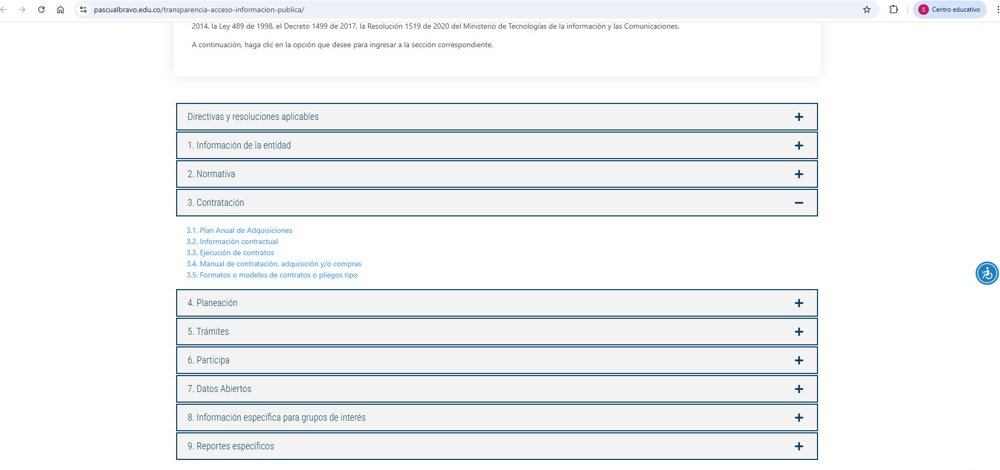 pascualbravo.edu.co/transparencia-acceso-informacion-publica/
S Centro educativo
2014, la Ley 489 de 1998, el Decreto 1499 de 2017, la Resolución 1519 de 2020 del Ministerio de Tecnologías de la información y las Comunicaciones.
A continuación, haga clic en la opción que desee para ingresar a la sección correspondiente.
Directivas y resoluciones aplicables
1. Información de la entidad
2. Normativa
3. Contratación
3.1. Plan Anual de Adquisiciones
3.2. Información contractual
3.3. Ejecución de contratos
3.4. Manual de contratación, adquisición y/o compras
3.5. Formatos o modelos de contratos o pliegos tipo
4. Planeación
5. Trámites
6. Participa
7. Datos Abiertos
8. Información específica para grupos de interés
9. Reportes específicos